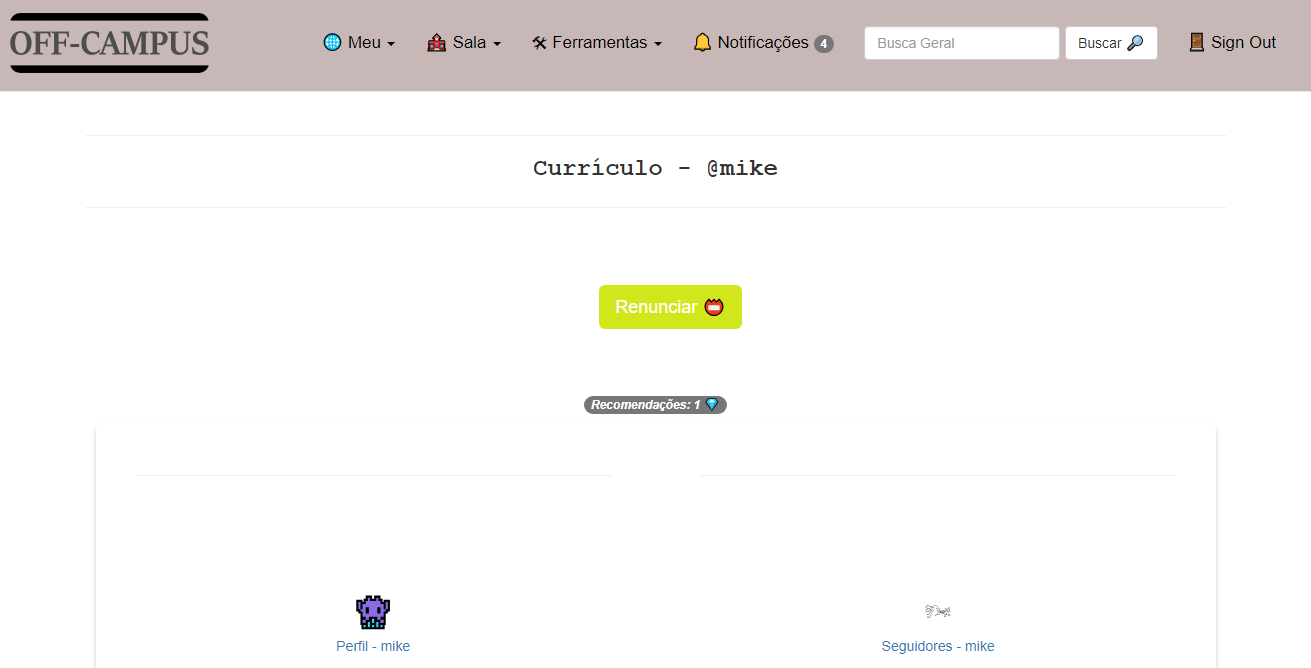 OFF-CAMPUS
Meu Sala Ferramentas Notificações 4 Busca Geral Buscar Sign Out
Currículo - @mike
Renunciar
Recomendações: 1
Perfil - mike Seguidores - mike